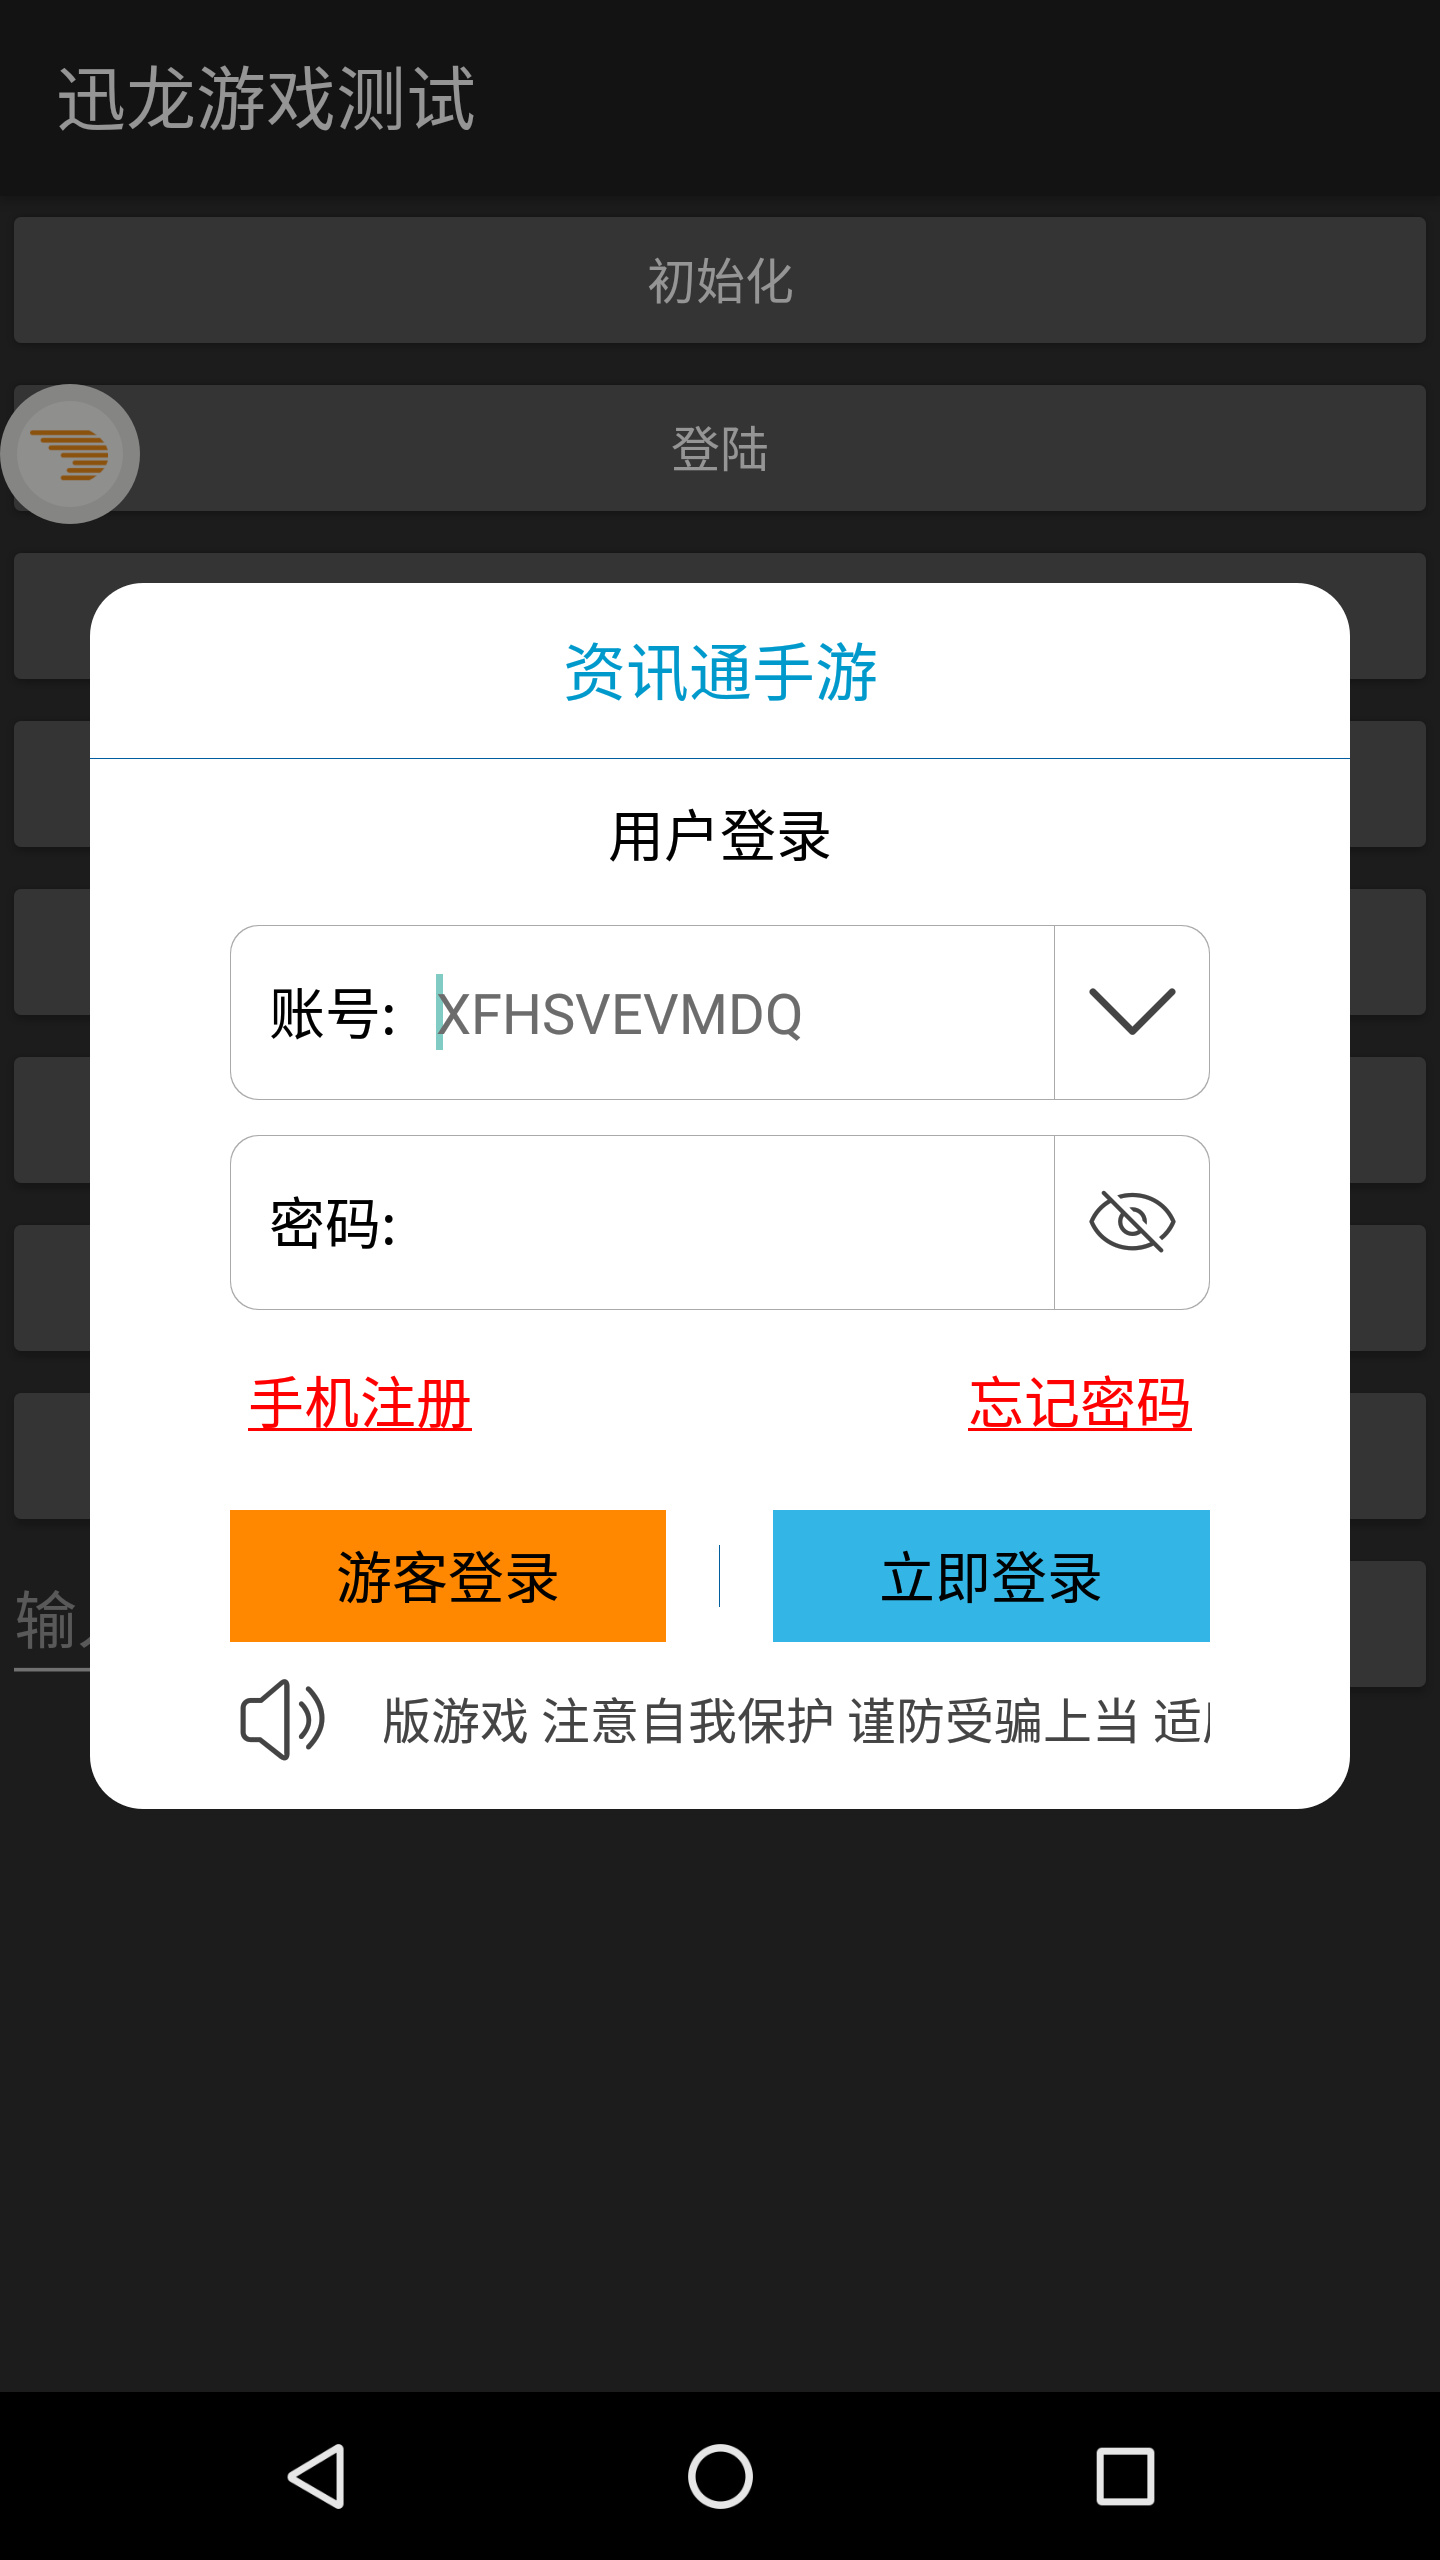 迅龙游戏测试
初始化
登陆
资讯通手游
用户登录
账号: XFHSVEVMDQ
密码:
手机注册 忘记密码
游客登录 立即登录
输
版游戏 注意自我保护 谨防受骗上当 适